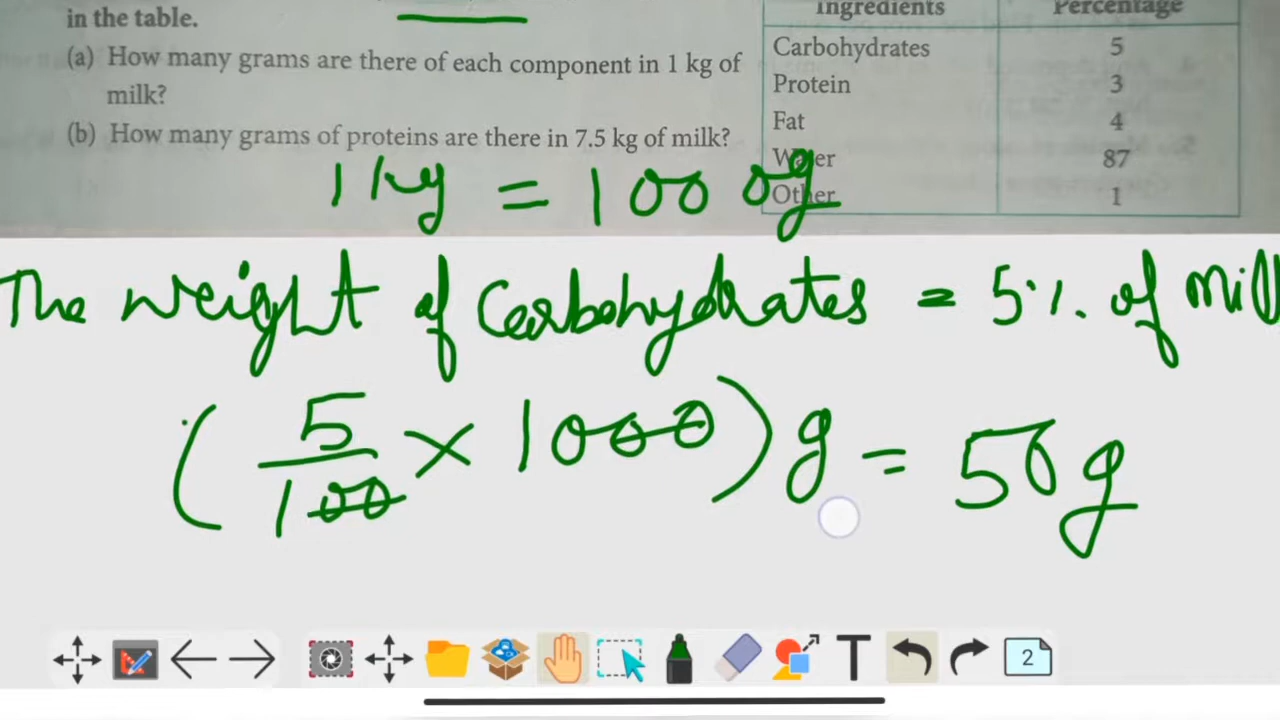 in the table.
(a) How many grams are there of each component in 1 kg of
milk?
(b) How many grams of proteins are there in 7.5 kg of milk?
Ingredients Percentage
Carbohydrates 5
Protein 3
Fat 4
Water 87
Other 1
1 kg = 1000g
The weight of Carbohydrates = 5%. of mil
(5/100 × 1000) g = 50 g
2